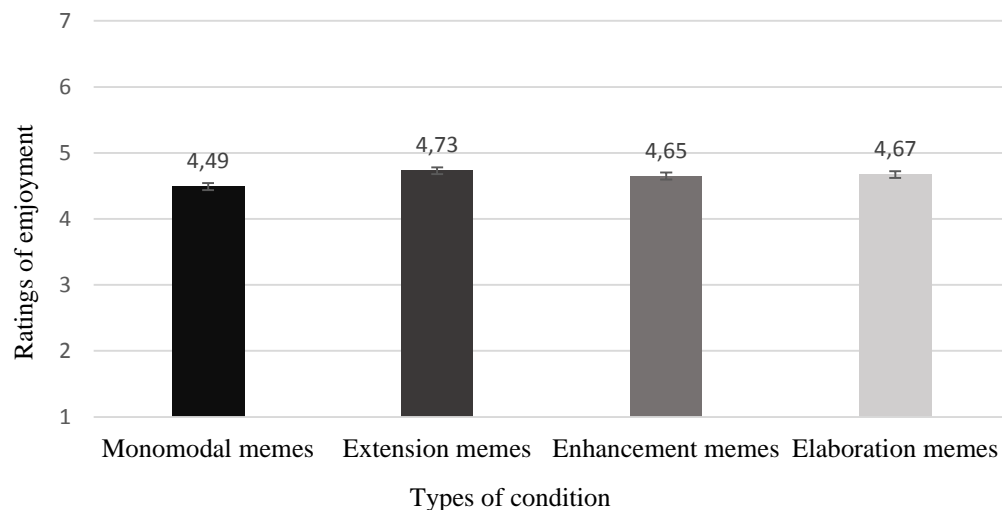 7
6
5
4
3
2
1
Ratings of emjoyment
4,49
4,73
4,65
4,67
Monomodal memes
Extension memes
Enhancement memes
Elaboration memes
Types of condition